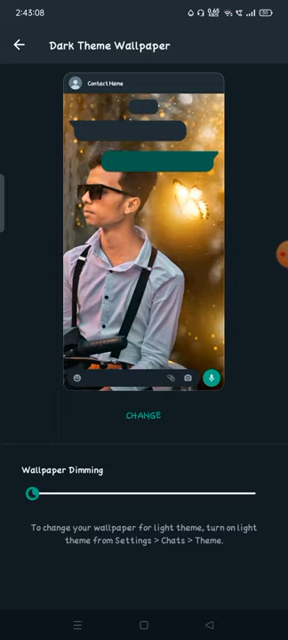 2:43:08
Dark Theme Wallpaper
Contact Name
CHANGE
Wallpaper Dimming
To change your wallpaper for light theme, turn on light
theme from Settings > Chats > Theme.